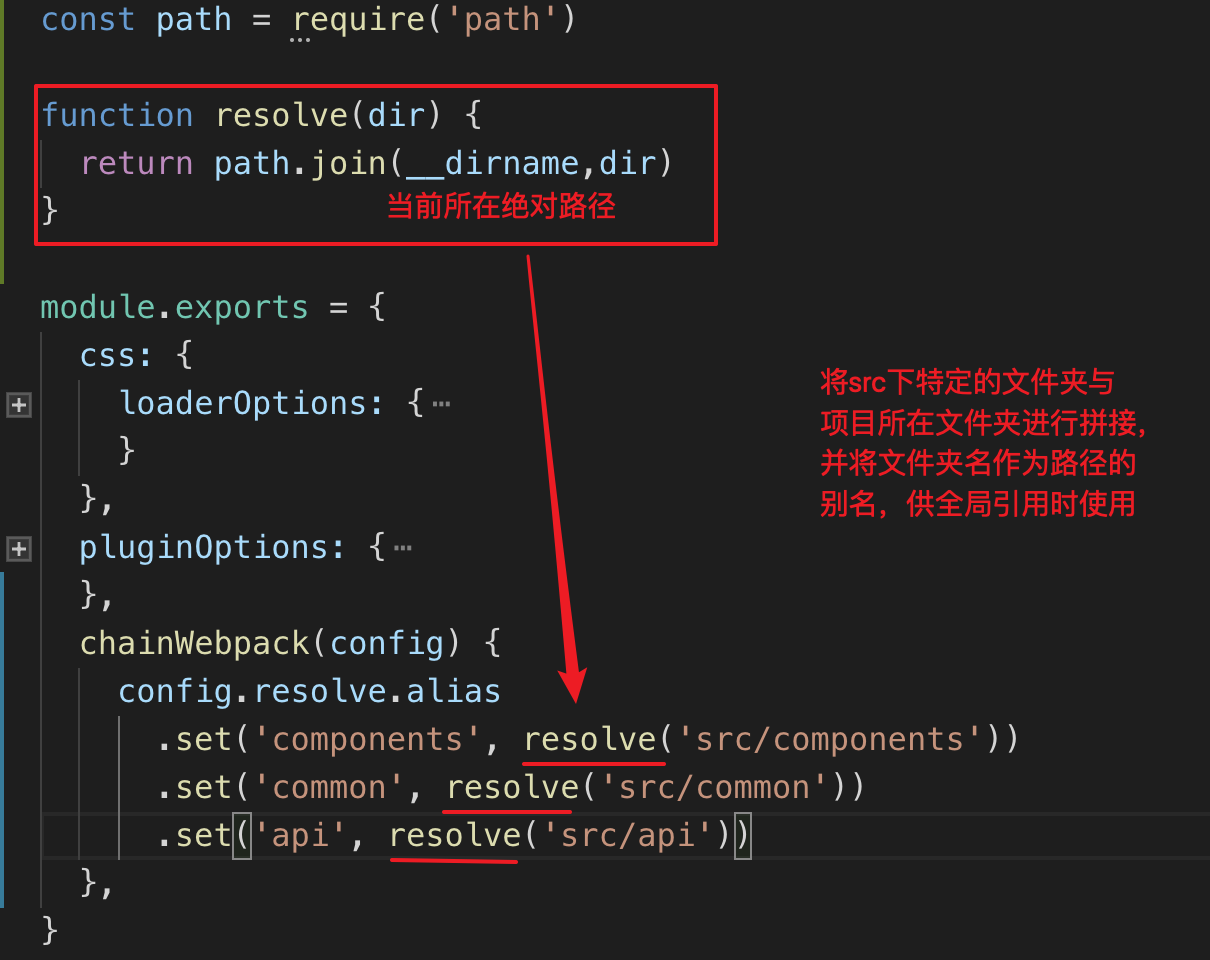 const path = require('path')
function resolve(dir) {
  return path.join(__dirname,dir)
}
当前所在绝对路径
module.exports = {
  css: {
    loaderOptions: {…
    }
  },
  pluginOptions: {…
  },
将src下特定的文件夹与
项目所在文件夹进行拼接，
并将文件夹名作为路径的
别名，供全局引用时使用
  chainWebpack(config) {
    config.resolve.alias
      .set('components', resolve('src/components'))
      .set('common', resolve('src/common'))
      .set('api', resolve('src/api'))
  },
}